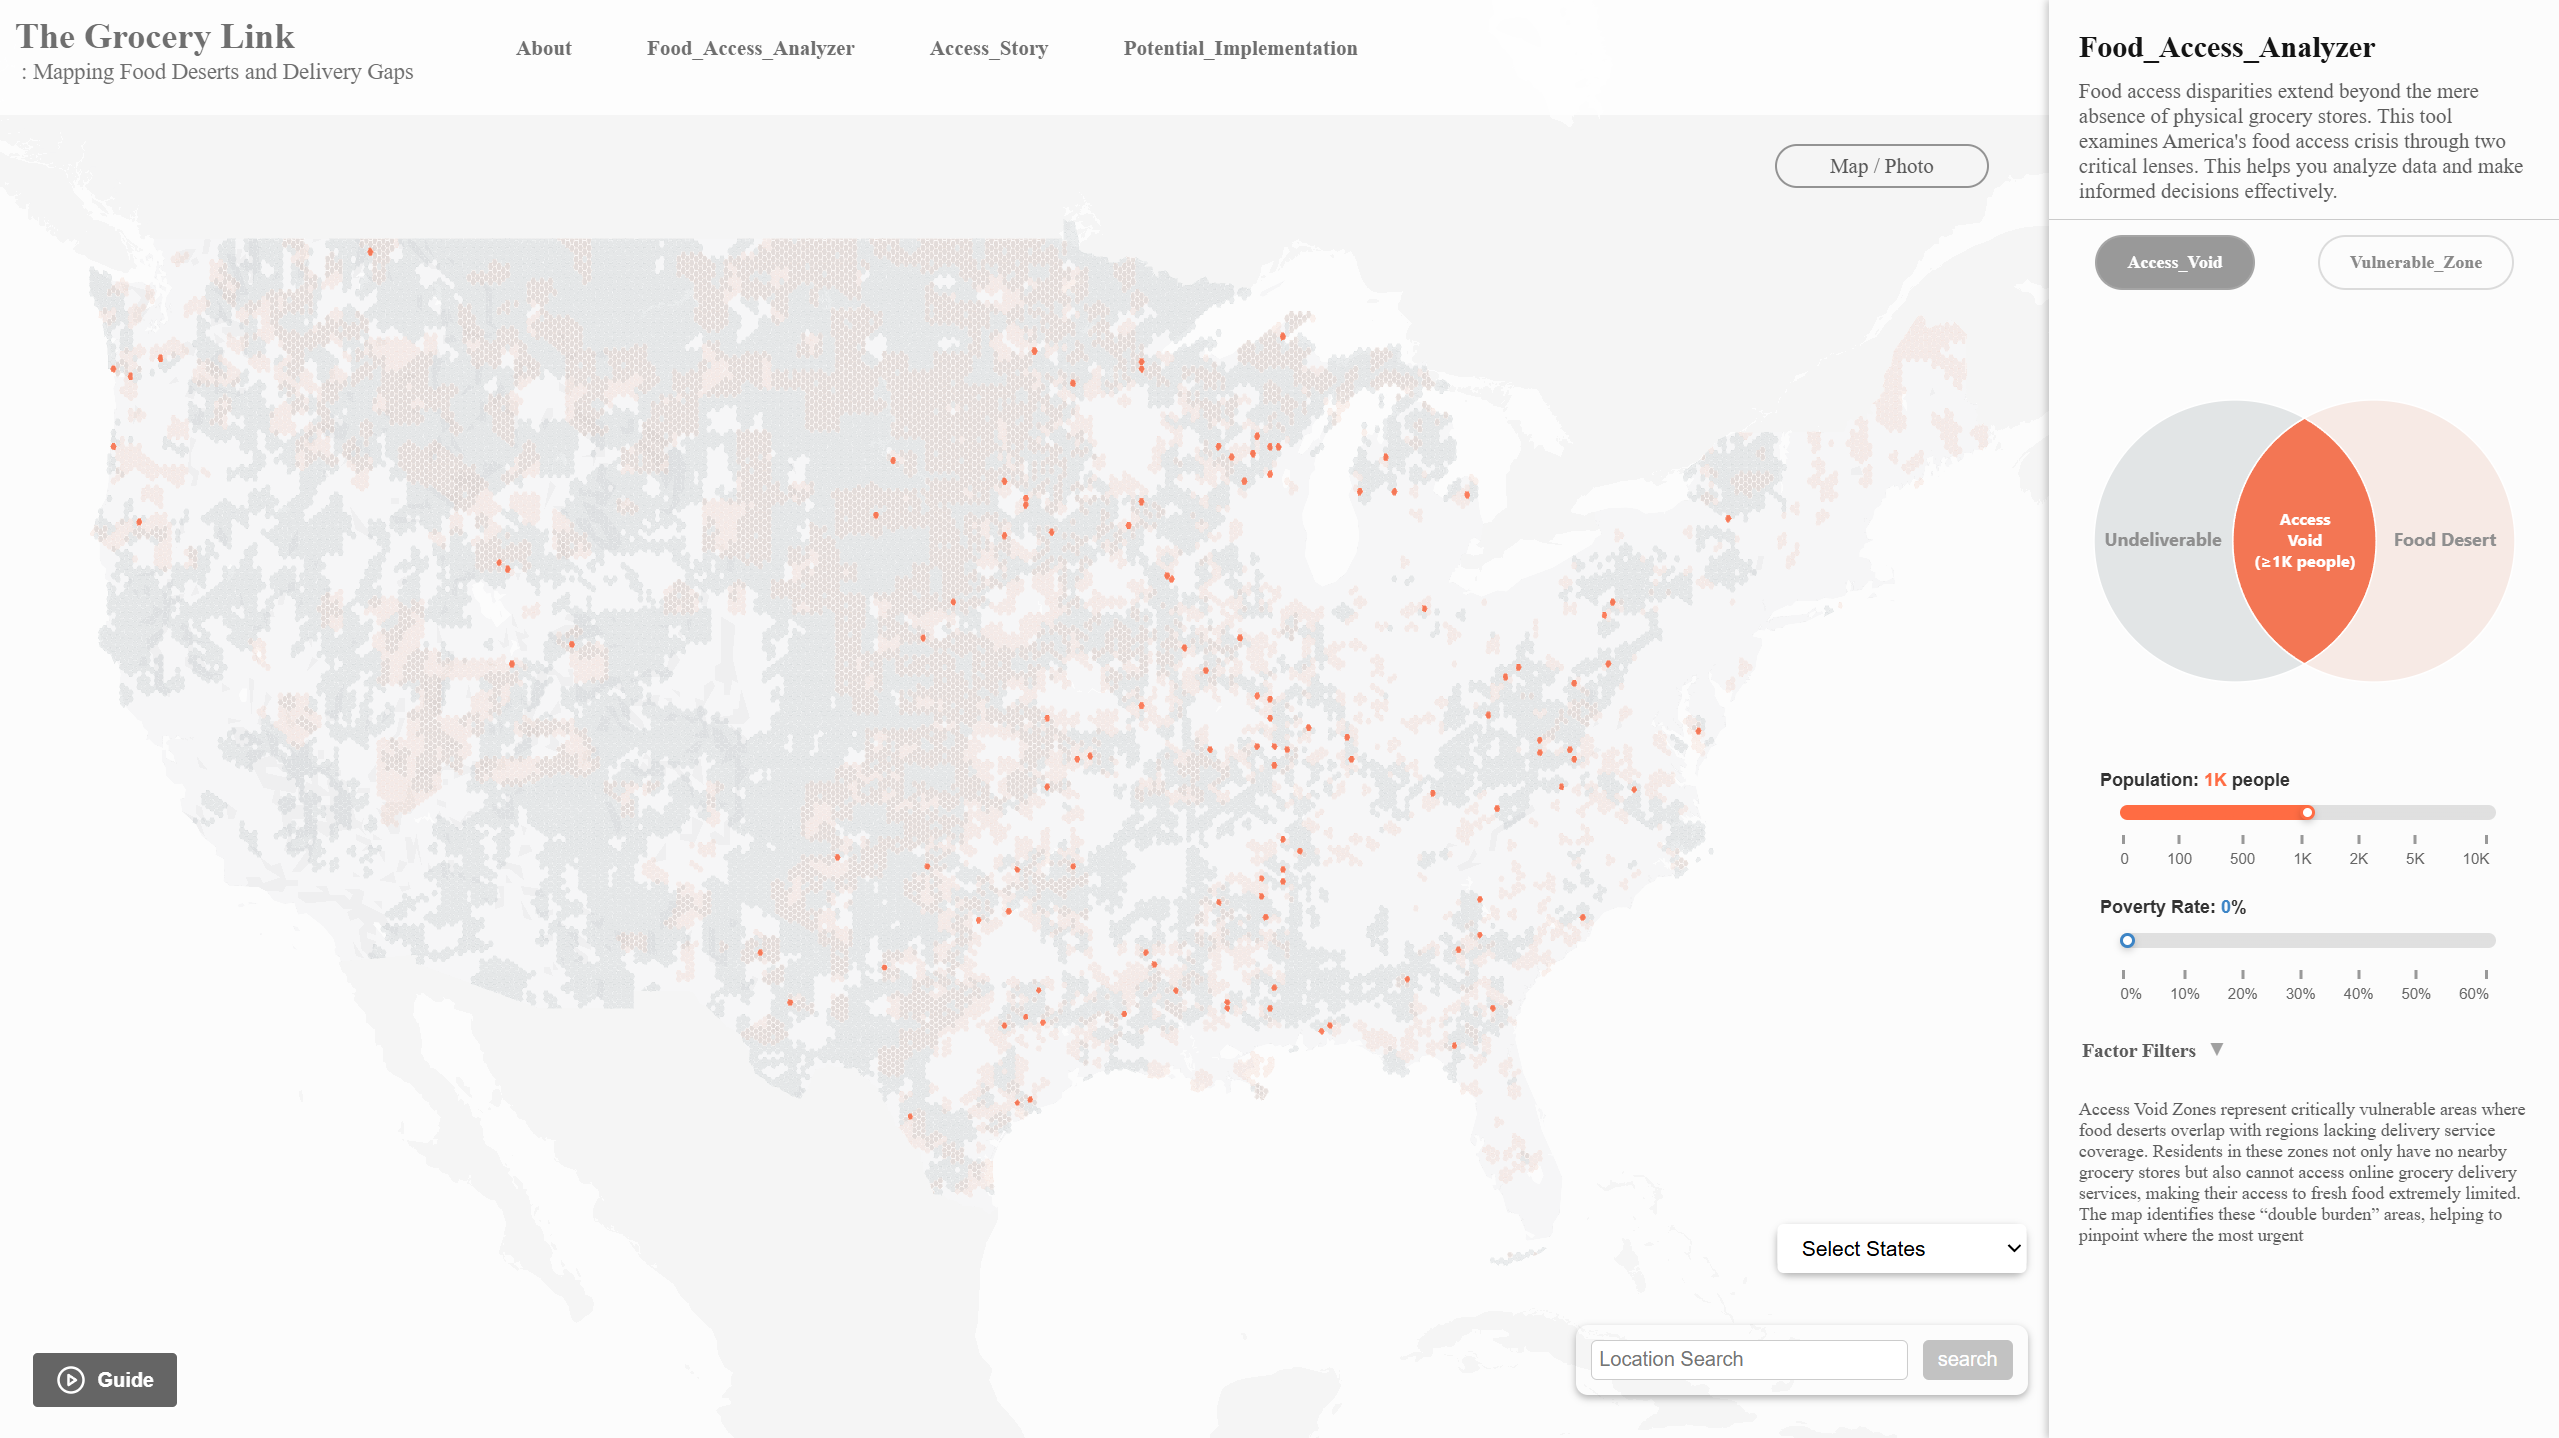 The Grocery Link
: Mapping Food Deserts and Delivery Gaps
About
Food_Access_Analyzer
Access_Story
Potential_Implementation
Map / Photo
Select States
Location Search
search
Guide
Food_Access_Analyzer
Food access disparities extend beyond the mere
absence of physical grocery stores. This tool
examines America's food access crisis through two
critical lenses. This helps you analyze data and make
informed decisions effectively.
Access_Void
Vulnerable_Zone
Undeliverable
Access
Void
(≥1K people)
Food Desert
Population: 1K people
0 100 500 1K 2K 5K 10K
Poverty Rate: 0%
0% 10% 20% 30% 40% 50% 60%
Factor Filters ▼
Access Void Zones represent critically vulnerable areas where
food deserts overlap with regions lacking delivery service
coverage. Residents in these zones not only have no nearby
grocery stores but also cannot access online grocery delivery
services, making their access to fresh food extremely limited.
The map identifies these “double burden” areas, helping to
pinpoint where the most urgent